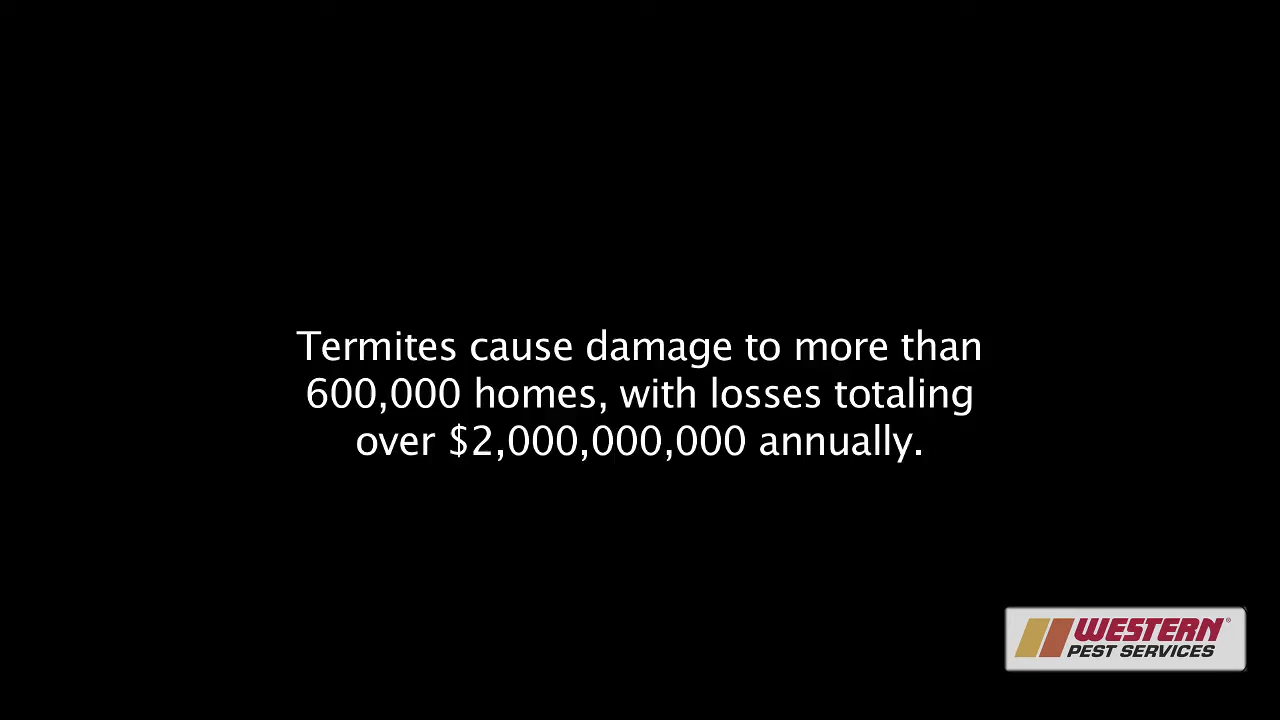 Termites cause damage to more than
600,000 homes, with losses totaling
over $2,000,000,000 annually.
WESTERN®
PEST SERVICES